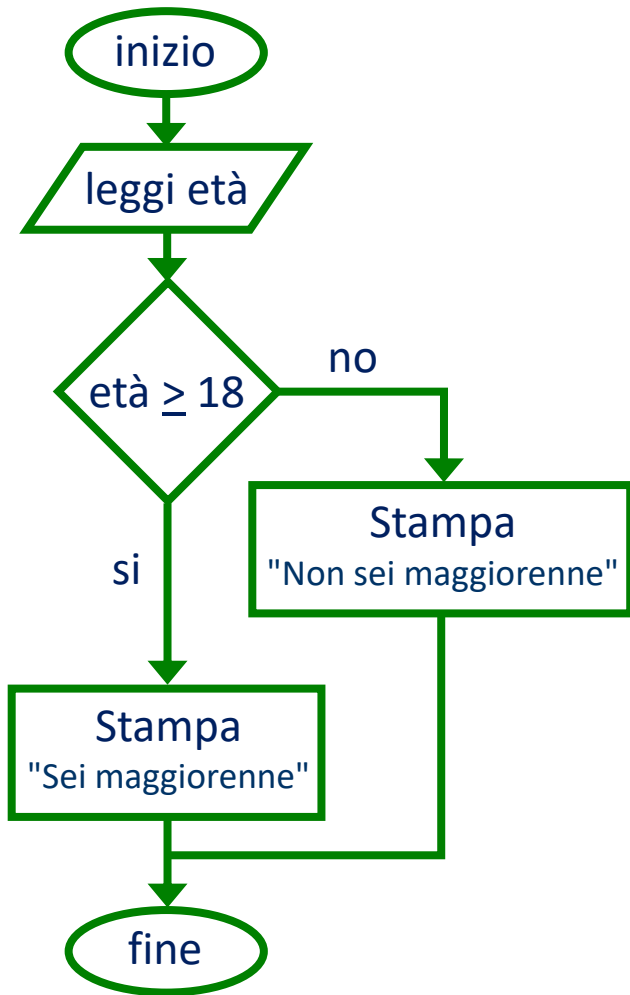 inizio
leggi età
età ≥ 18
no
si
Stampa
"Non sei maggiorenne"
Stampa
"Sei maggiorenne"
fine